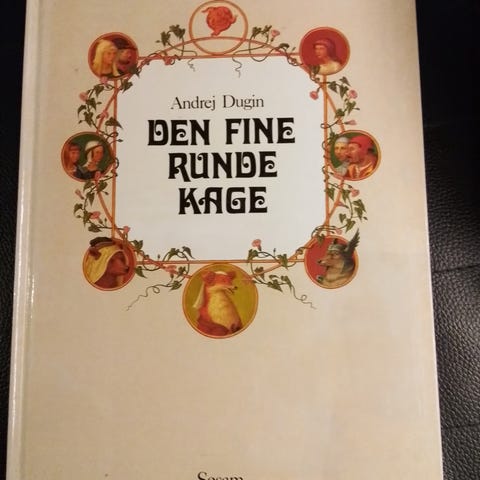 Andrej Dugin
DEN FINE
RUNDE
KAGE
Sesam